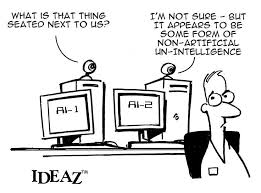 WHAT IS THAT THING
SEATED NEXT TO US?
I'M NOT SURE - BUT
IT APPEARS TO BE
SOME FORM OF
NON-ARTIFICIAL
UN-INTELLIGENCE
AI-1
AI-2
IDEAZ™